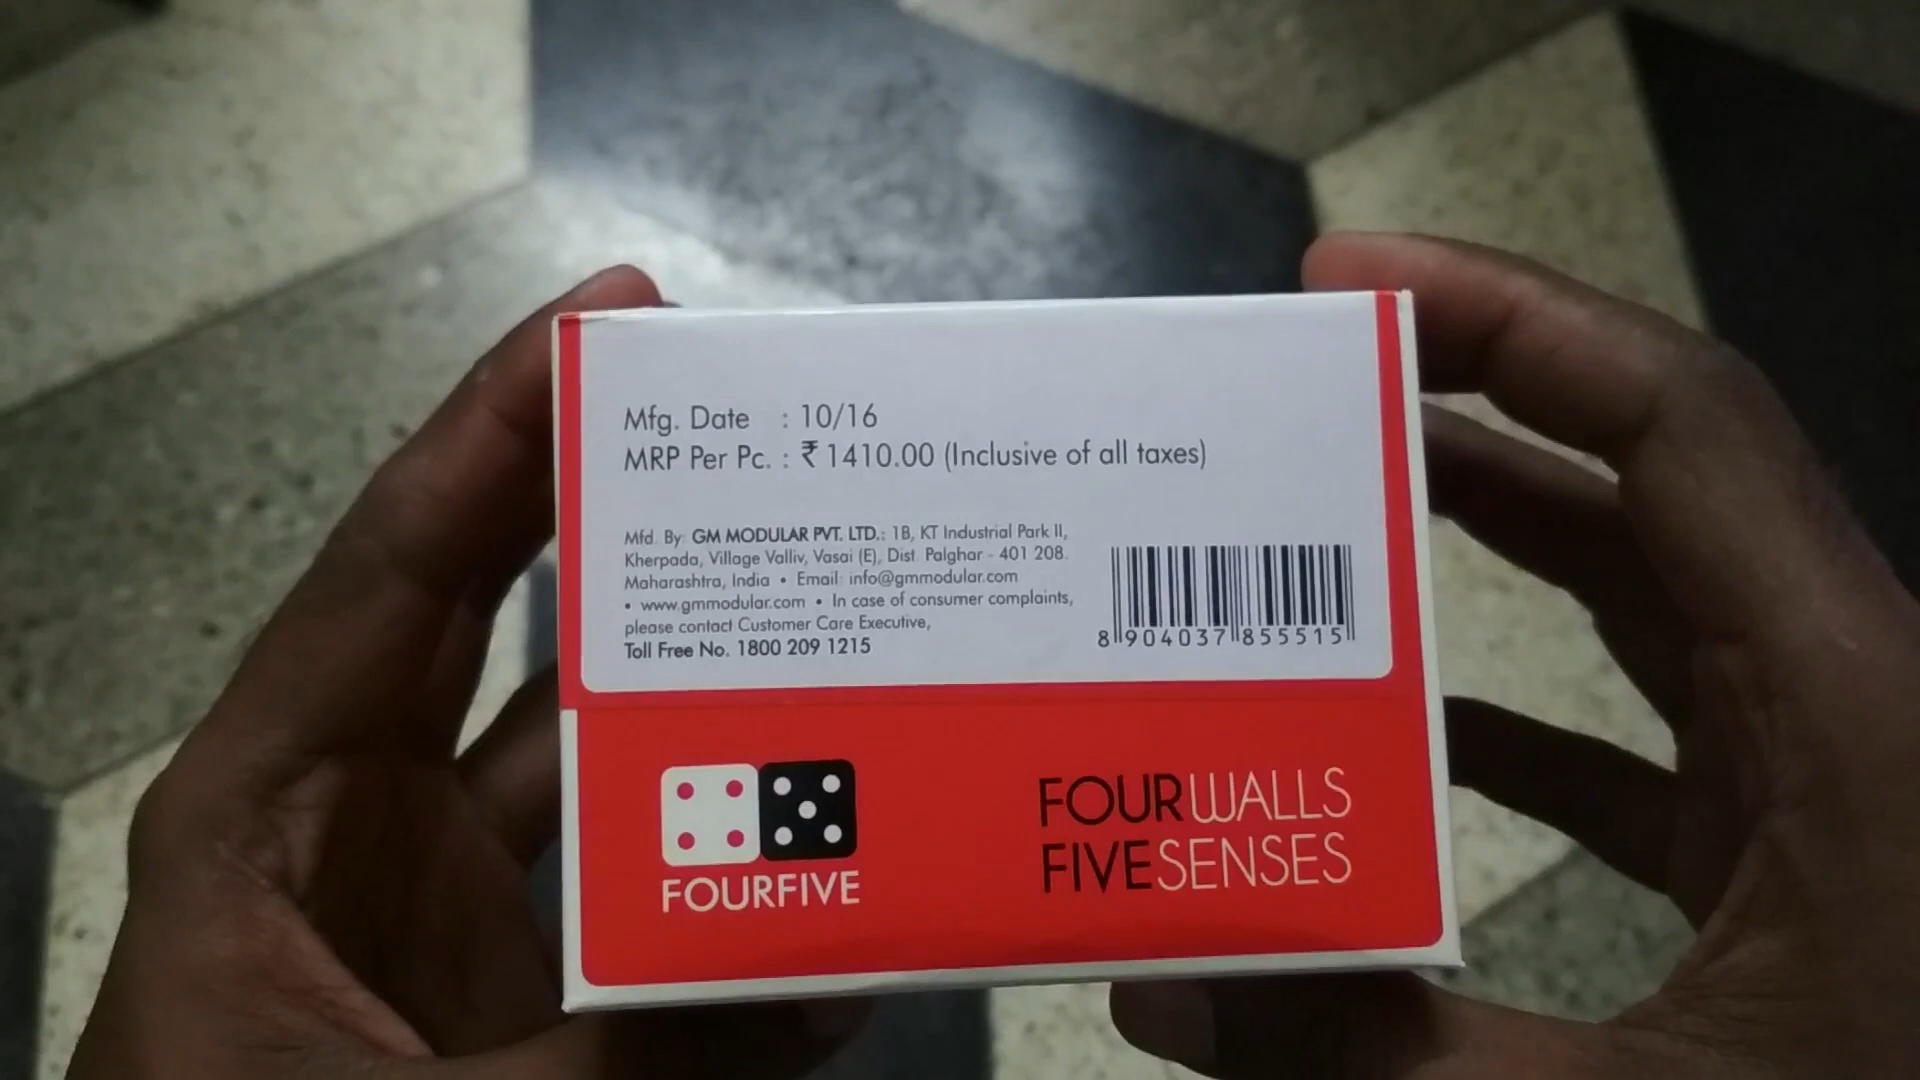 Mfg. Date : 10/16
MRP Per Pc. : ₹ 1410.00 (Inclusive of all taxes)
Mfd. By: GM MODULAR PVT. LTD.: 1B, KT Industrial Park II,
Kherpada, Village Valliv, Vasai (E), Dist. Palghar - 401 208.
Maharashtra, India • Email: info@gmmodular.com
• www.gmmodular.com • In case of consumer complaints,
please contact Customer Care Executive,
Toll Free No. 1800 209 1215
8 904037 855515
FOURFIVE
FOURWALLS
FIVESENSES